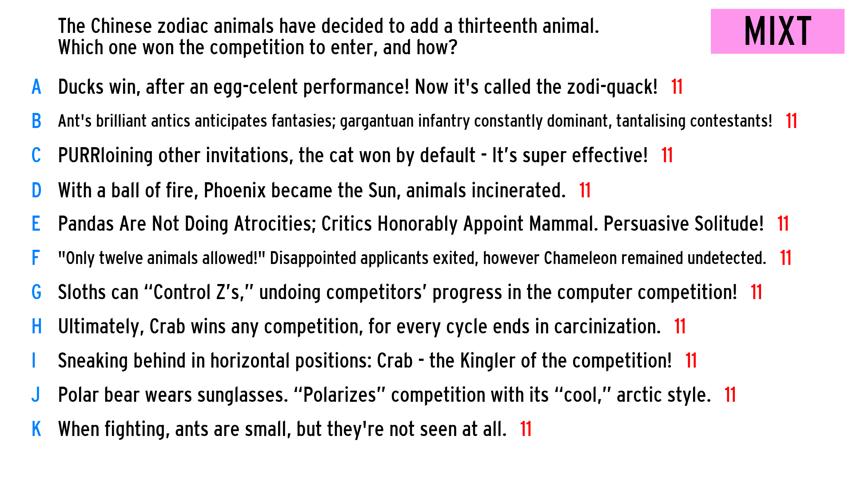 The Chinese zodiac animals have decided to add a thirteenth animal.
Which one won the competition to enter, and how?
MIXT
A Ducks win, after an egg-celent performance! Now it's called the zodi-quack! 11
B Ant's brilliant antics anticipates fantasies; gargantuan infantry constantly dominant, tantalising contestants! 11
C PURRloining other invitations, the cat won by default - It's super effective! 11
D With a ball of fire, Phoenix became the Sun, animals incinerated. 11
E Pandas Are Not Doing Atrocities; Critics Honorably Appoint Mammal. Persuasive Solitude! 11
F "Only twelve animals allowed!" Disappointed applicants exited, however Chameleon remained undetected. 11
G Sloths can “Control Z’s,” undoing competitors’ progress in the computer competition! 11
H Ultimately, Crab wins any competition, for every cycle ends in carcinization. 11
I Sneaking behind in horizontal positions: Crab - the Kingler of the competition! 11
J Polar bear wears sunglasses. “Polarizes” competition with its “cool,” arctic style. 11
K When fighting, ants are small, but they're not seen at all. 11